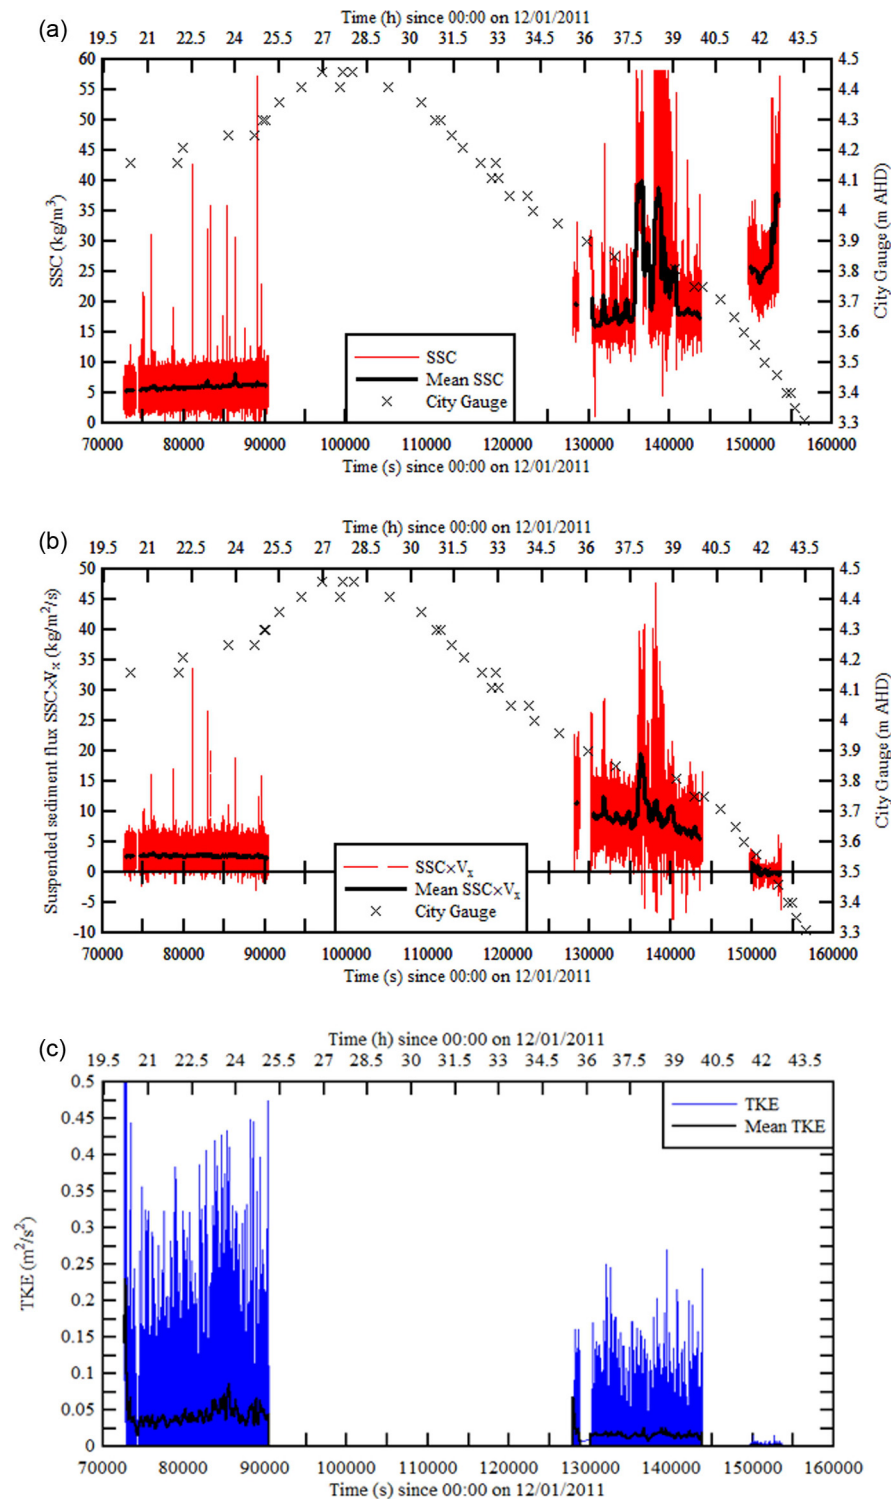 (a)
Time (h) since 00:00 on 12/01/2011
19.5 21 22.5 24 25.5 27 28.5 30 31.5 33 34.5 36 37.5 39 40.5 42 43.5
60 4.5
55 4.4
50 4.3
45 4.2
40 4.1
35 4
30 3.9
25 3.8
20 3.7
15 3.6
10 3.5
5 3.4
0 3.3
SSC (kg/m³)
City Gauge (m AHD)
SSC
Mean SSC
City Gauge
70000 80000 90000 100000 110000 120000 130000 140000 150000 160000
Time (s) since 00:00 on 12/01/2011
(b)
Time (h) since 00:00 on 12/01/2011
19.5 21 22.5 24 25.5 27 28.5 30 31.5 33 34.5 36 37.5 39 40.5 42 43.5
50 4.5
45 4.4
40 4.3
35 4.2
30 4.1
25 4
20 3.9
15 3.8
10 3.7
5 3.6
0 3.5
-5 3.4
-10 3.3
Suspended sediment flux SSC×Vₓ (kg/m²/s)
City Gauge (m AHD)
SSC×Vₓ
Mean SSC×Vₓ
City Gauge
70000 80000 90000 100000 110000 120000 130000 140000 150000 160000
Time (s) since 00:00 on 12/01/2011
(c)
Time (h) since 00:00 on 12/01/2011
19.5 21 22.5 24 25.5 27 28.5 30 31.5 33 34.5 36 37.5 39 40.5 42 43.5
0.5
0.45
0.4
0.35
0.3
0.25
0.2
0.15
0.1
0.05
0
TKE (m²/s²)
TKE
Mean TKE
70000 80000 90000 100000 110000 120000 130000 140000 150000 160000
Time (s) since 00:00 on 12/01/2011